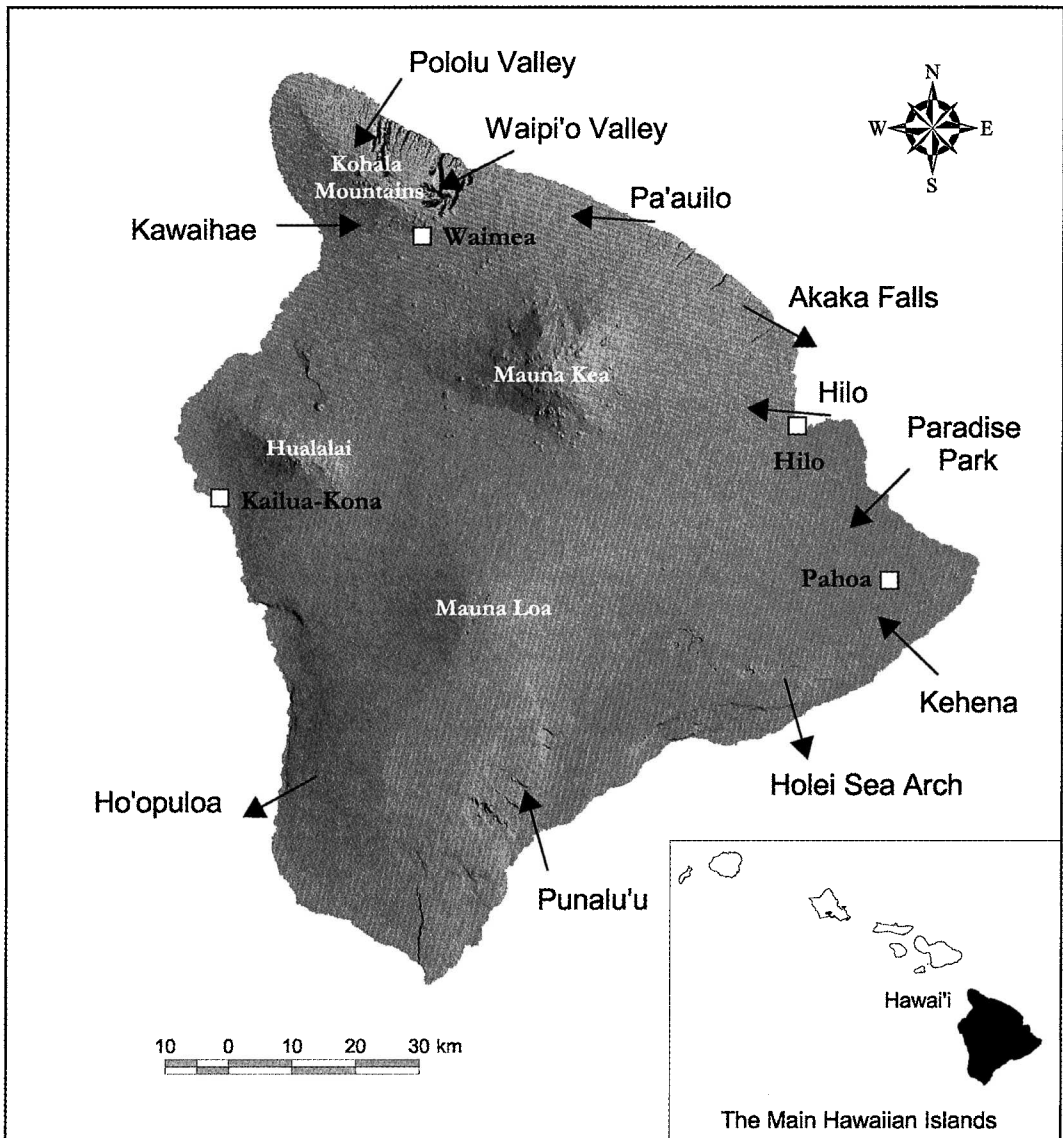 Pololu Valley
N
Waipi'o Valley
W
E
S
Kohala
Mountains
Pa'auilo
Kawaihae
Waimea
Akaka Falls
Mauna Kea
Hilo
Paradise
Park
Hualalai
Hilo
Kailua-Kona
Pahoa
Mauna Loa
Kehena
Holei Sea Arch
Ho'opuloa
Punalu'u
Hawai'i
10 0 10 20 30 km
The Main Hawaiian Islands